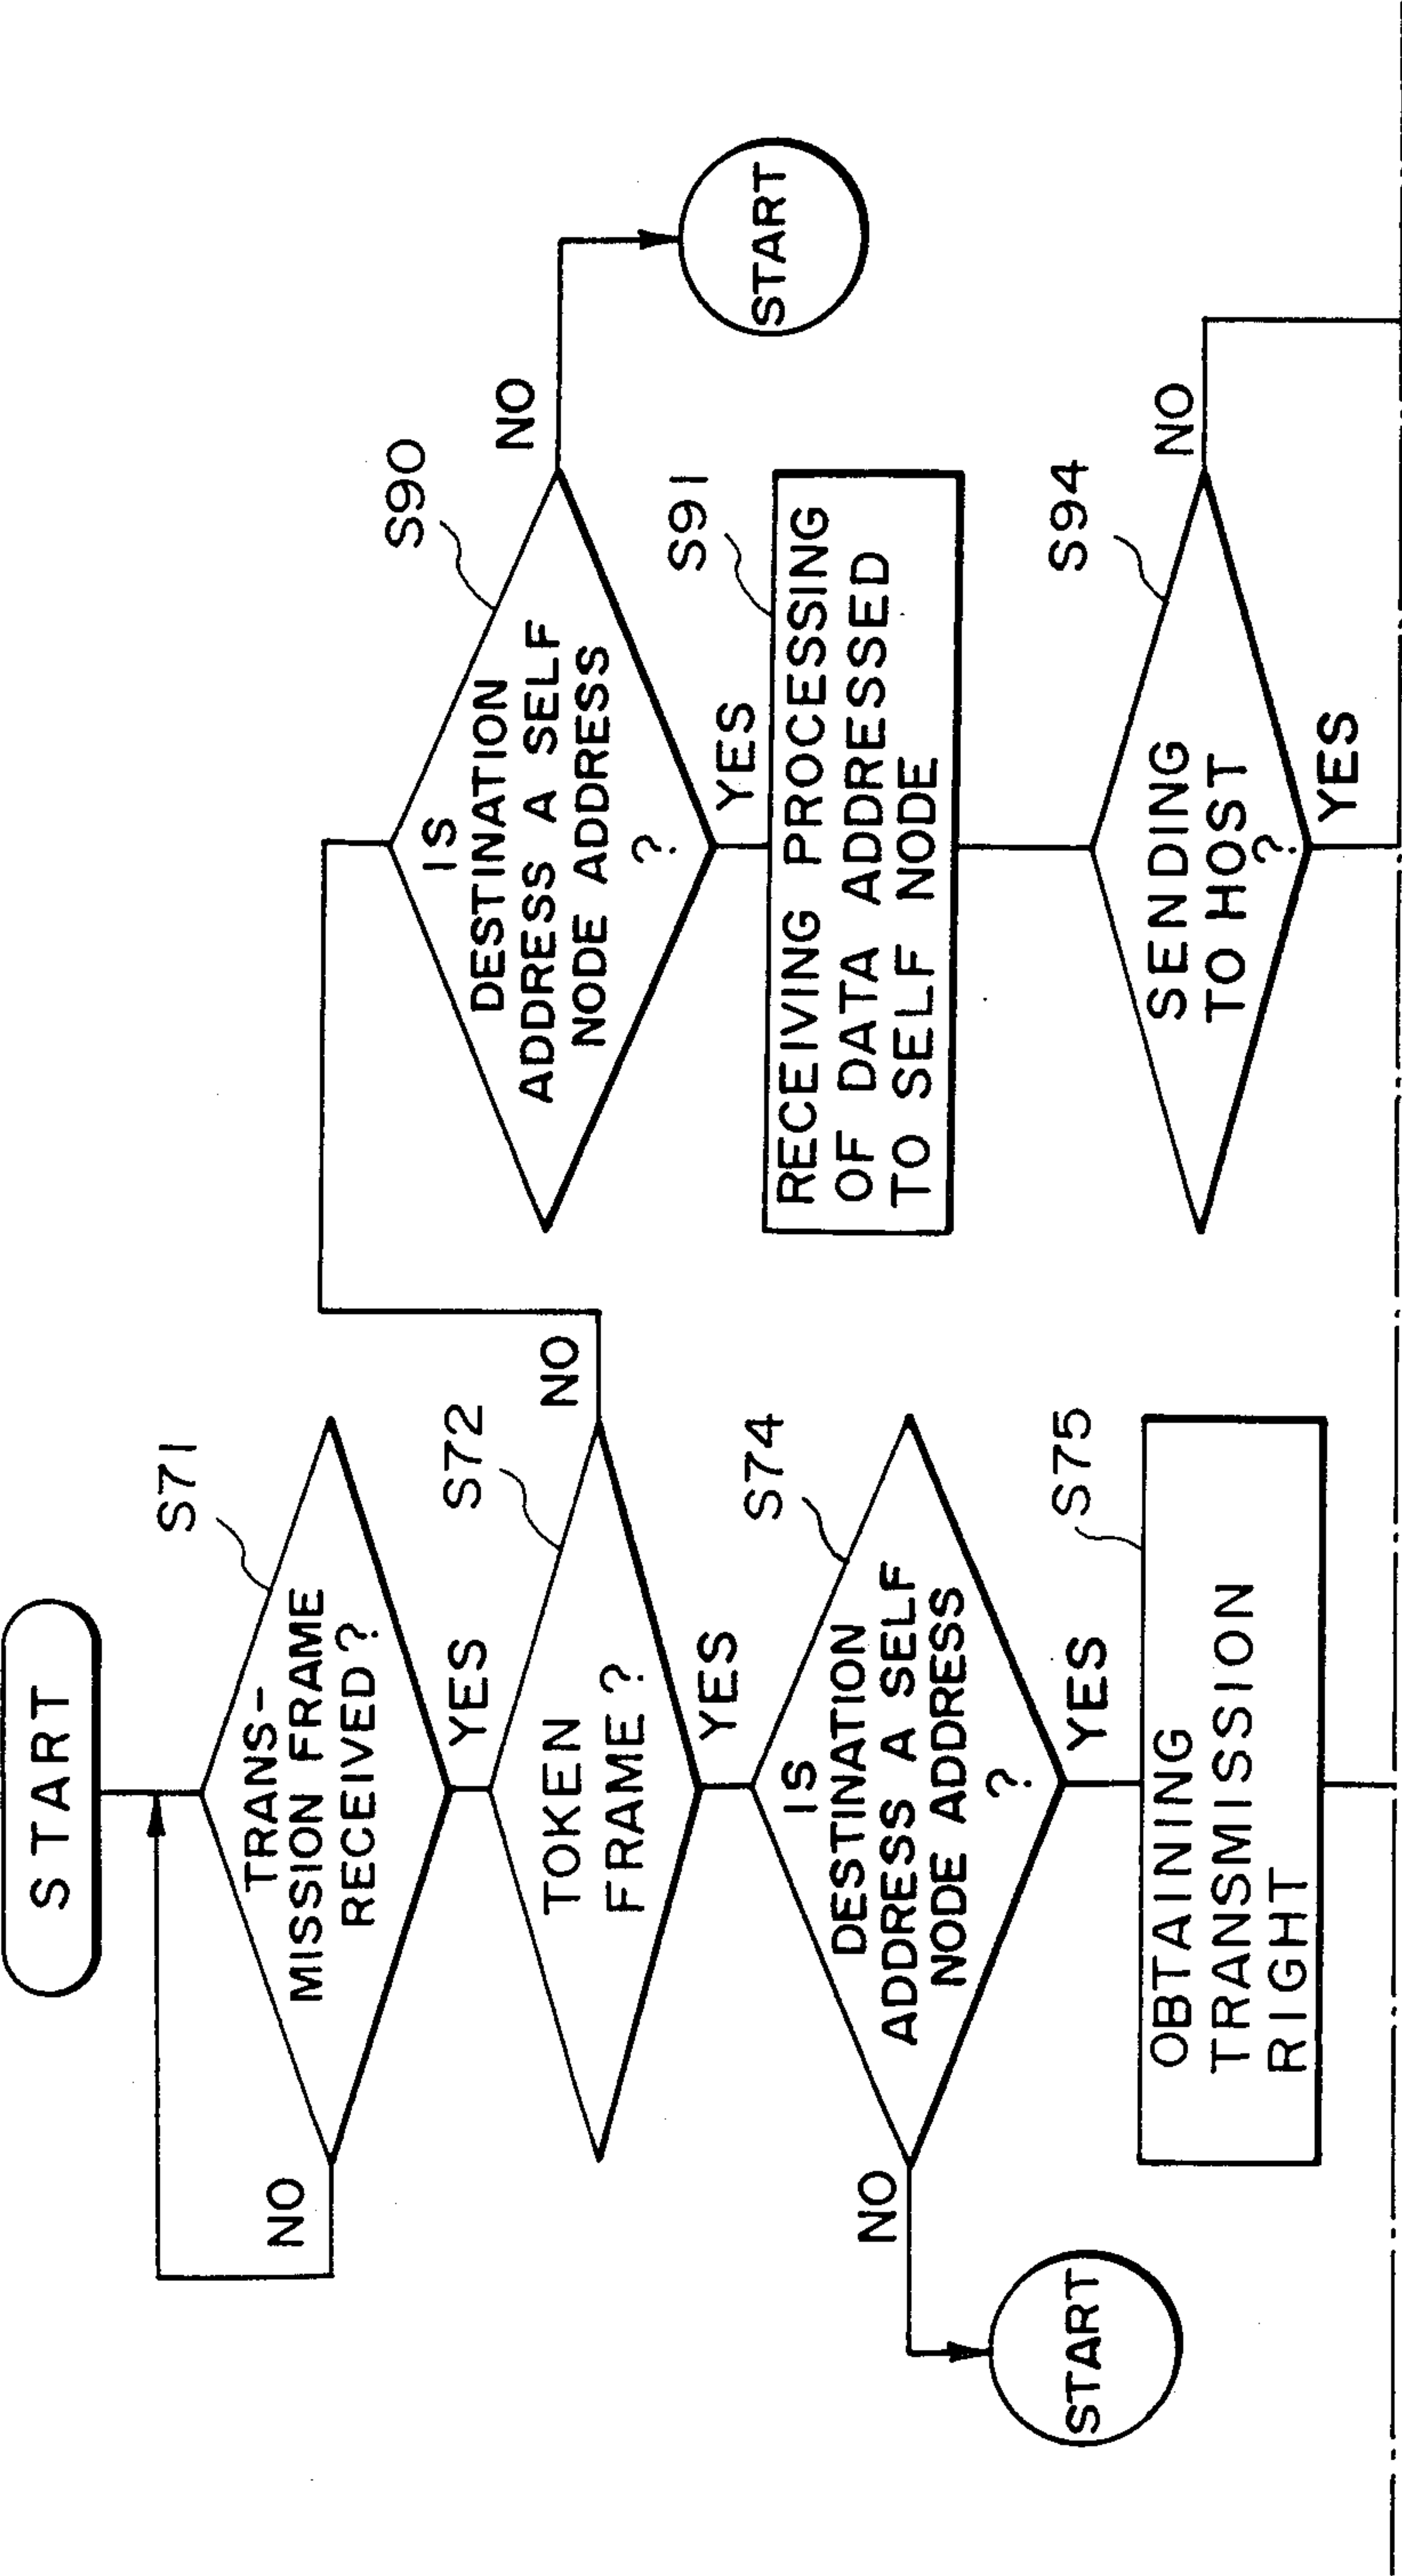 START
S71
TRANS-
MISSION FRAME
RECEIVED?
NO
YES
S72
TOKEN
FRAME?
NO
YES
S74
IS
DESTINATION
ADDRESS A SELF
NODE ADDRESS
?
NO
START
YES
S75
OBTAINING
TRANSMISSION
RIGHT
S90
IS
DESTINATION
ADDRESS A SELF
NODE ADDRESS
?
NO
START
YES
S91
RECEIVING PROCESSING
OF DATA ADDRESSED
TO SELF NODE
S94
SENDING
TO HOST
?
NO
YES